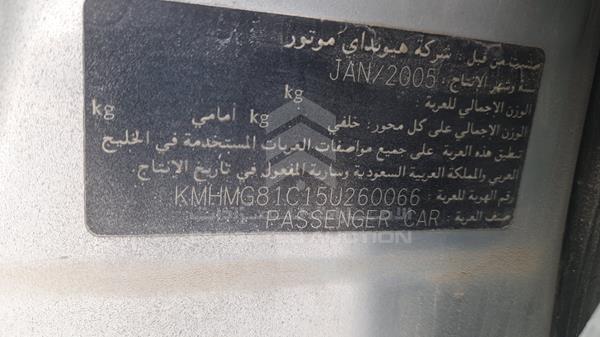 صنعت من قبل : شركة هيونداي موتور
سنة وشهر الإنتاج : JAN/2005
الوزن الإجمالي للعربة : kg
الوزن الإجمالي على كل محور : خلفي kg أمامي kg
تنطبق هذه العربة على جميع مواصفات العربات المستخدمة في الخليج
العربي والمملكة العربية السعودية وسارية المفعول في تاريخ الإنتاج .
رقم الهوية للعربة : KMHMG81C15U260066
صنف العربة : PASSENGER CAR
AUCTION